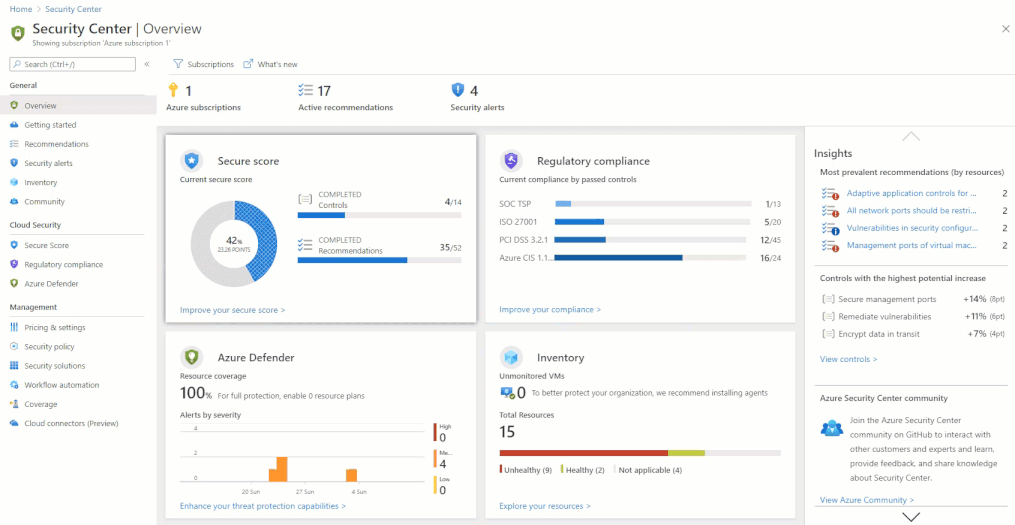 Home > Security Center
Security Center | Overview
Showing subscription 'Azure subscription 1'
Search (Ctrl+/)
«
General
Overview
Getting started
Recommendations
Security alerts
Inventory
Community
Cloud Security
Secure Score
Regulatory compliance
Azure Defender
Management
Pricing & settings
Security policy
Security solutions
Workflow automation
Coverage
Cloud connectors (Preview)
Subscriptions What's new
1
Azure subscriptions
17
Active recommendations
4
Security alerts
Secure score
Current secure score
42%
23.26 POINTS
COMPLETED
Controls 4/14
COMPLETED
Recommendations 35/52
Improve your secure score >
Regulatory compliance
Current compliance by passed controls
SOC TSP 1/13
ISO 27001 5/20
PCI DSS 3.2.1 12/45
Azure CIS 1.1... 16/24
Improve your compliance >
Azure Defender
Resource coverage
100% For full protection, enable 0 resource plans
Alerts by severity
4
2
0
20 Sun 27 Sun 4 Sun
High
0
Me...
4
Low
0
Enhance your threat protection capabilities >
Inventory
Unmonitored VMs
0 To better protect your organization, we recommend installing agents
Total Resources
15
Unhealthy (9) Healthy (2) Not applicable (4)
Explore your resources >
Insights
Most prevalent recommendations (by resources)
Adaptive application controls for ... 2
All network ports should be restri... 2
Vulnerabilities in security configur... 2
Management ports of virtual mac... 2
Controls with the highest potential increase
Secure management ports +14% (8pt)
Remediate vulnerabilities +11% (6pt)
Encrypt data in transit +7% (4pt)
View controls >
Azure Security Center community
Join the Azure Security Center
community on GitHub to interact with
other customers and experts and learn,
provide feedback, and share knowledge
about Security Center.
View Azure Community >